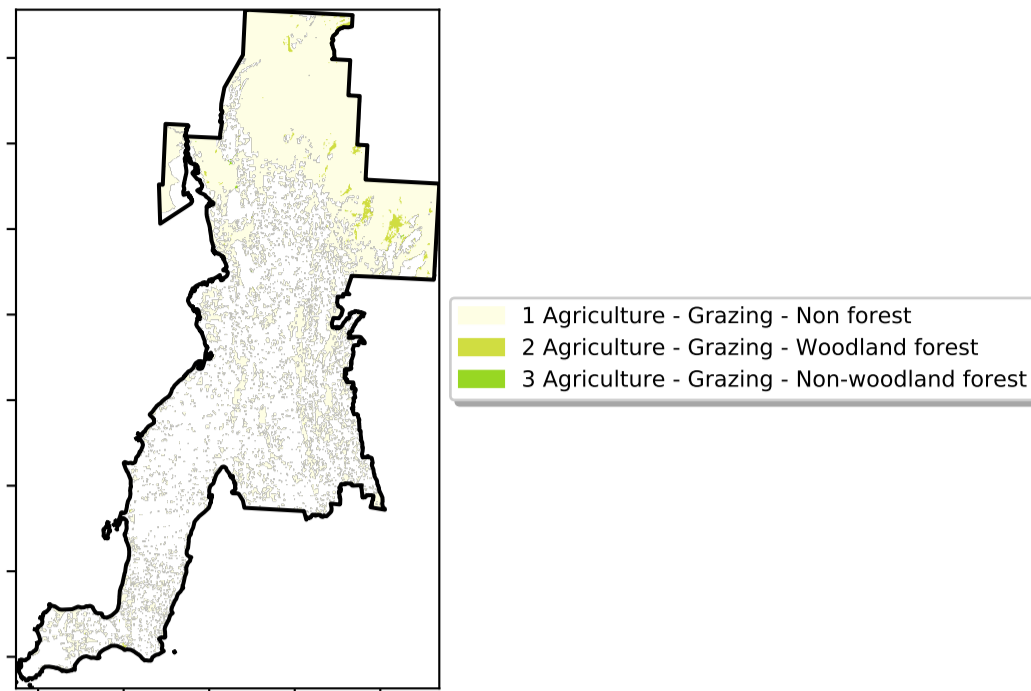 1 Agriculture - Grazing - Non forest
2 Agriculture - Grazing - Woodland forest
3 Agriculture - Grazing - Non-woodland forest